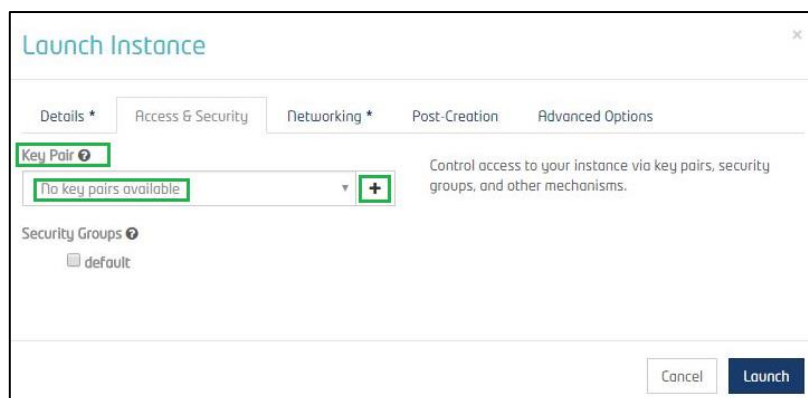 Launch Instance
×
Details * Access & Security Networking * Post-Creation Advanced Options
Key Pair ?
No key pairs available +
Control access to your instance via key pairs, security
groups, and other mechanisms.
Security Groups ?
default
Cancel Launch